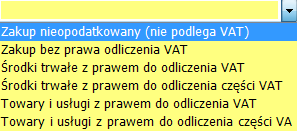 Zakup nieopodatkowany (nie podlega VAT)
Zakup bez prawa odliczenia VAT
Środki trwałe z prawem do odliczenia VAT
Środki trwałe z prawem do odliczenia części VAT
Towary i usługi z prawem do odliczenia VAT
Towary i usługi z prawem do odliczenia części VA